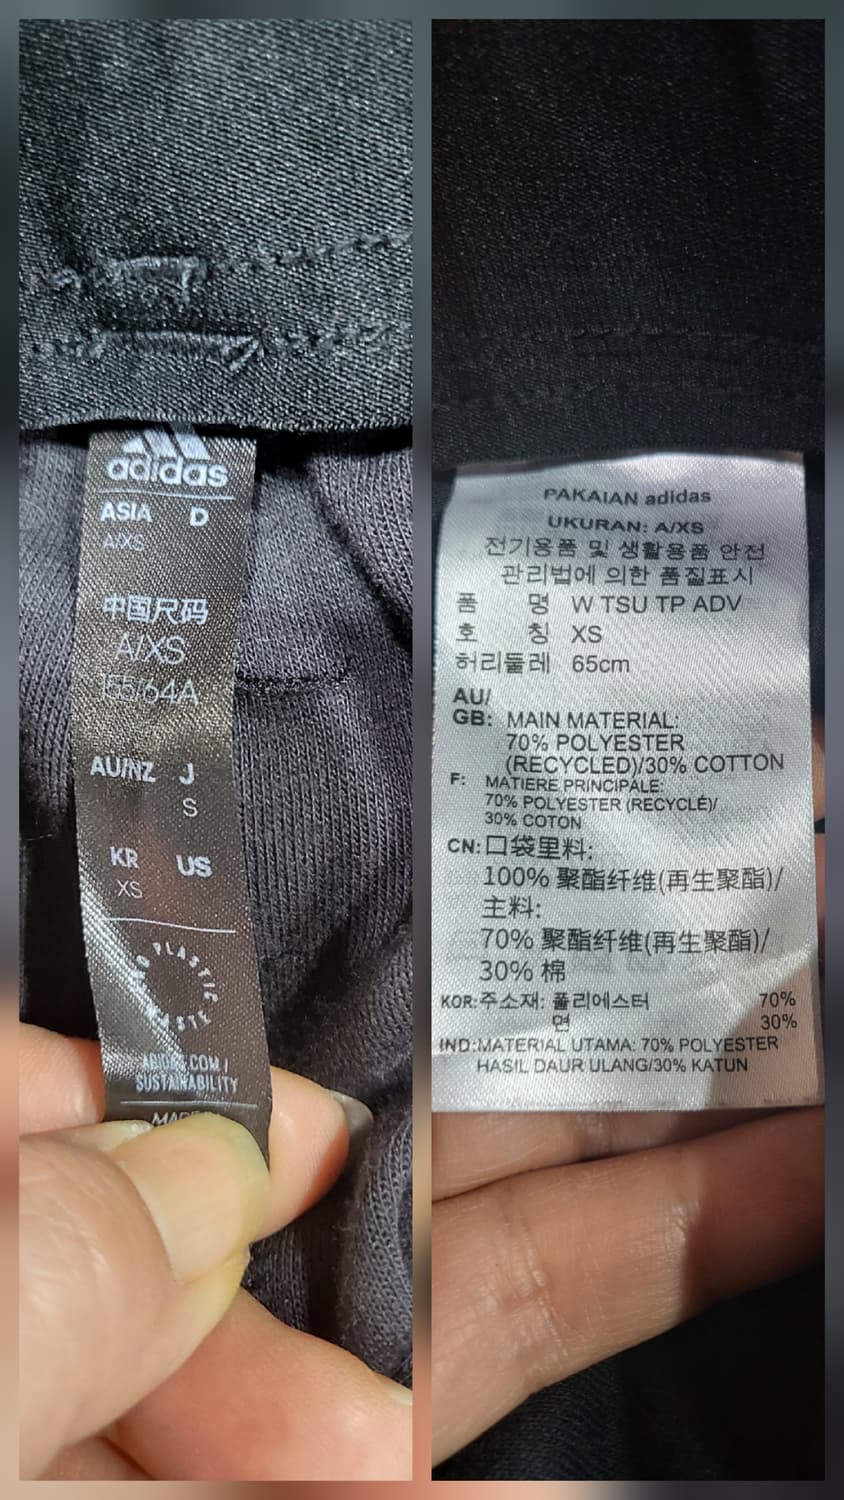 adidas
ASIA D
A/XS
中国尺码
A/XS
155/64A
AU/NZ J
S
KR US
XS
PLASTIC
ADIDAS.COM |
SUSTAINABILITY
PAKAIAN adidas
UKURAN: A/XS
전기용품 및 생활용품 안전
관리법에 의한 품질표시
품 명 W TSU TP ADV
호 칭 XS
허리둘레 65cm
AU/
GB: MAIN MATERIAL:
70% POLYESTER
(RECYCLED)/30% COTTON
F: MATIERE PRINCIPALE:
70% POLYESTER (RECYCLÉ)/
30% COTON
CN: 口袋里料:
100% 聚酯纤维(再生聚酯)/
主料:
70% 聚酯纤维(再生聚酯)/
30% 棉
KOR: 주소재: 폴리에스터 70%
면 30%
IND: MATERIAL UTAMA: 70% POLYESTER
HASIL DAUR ULANG/30% KATUN